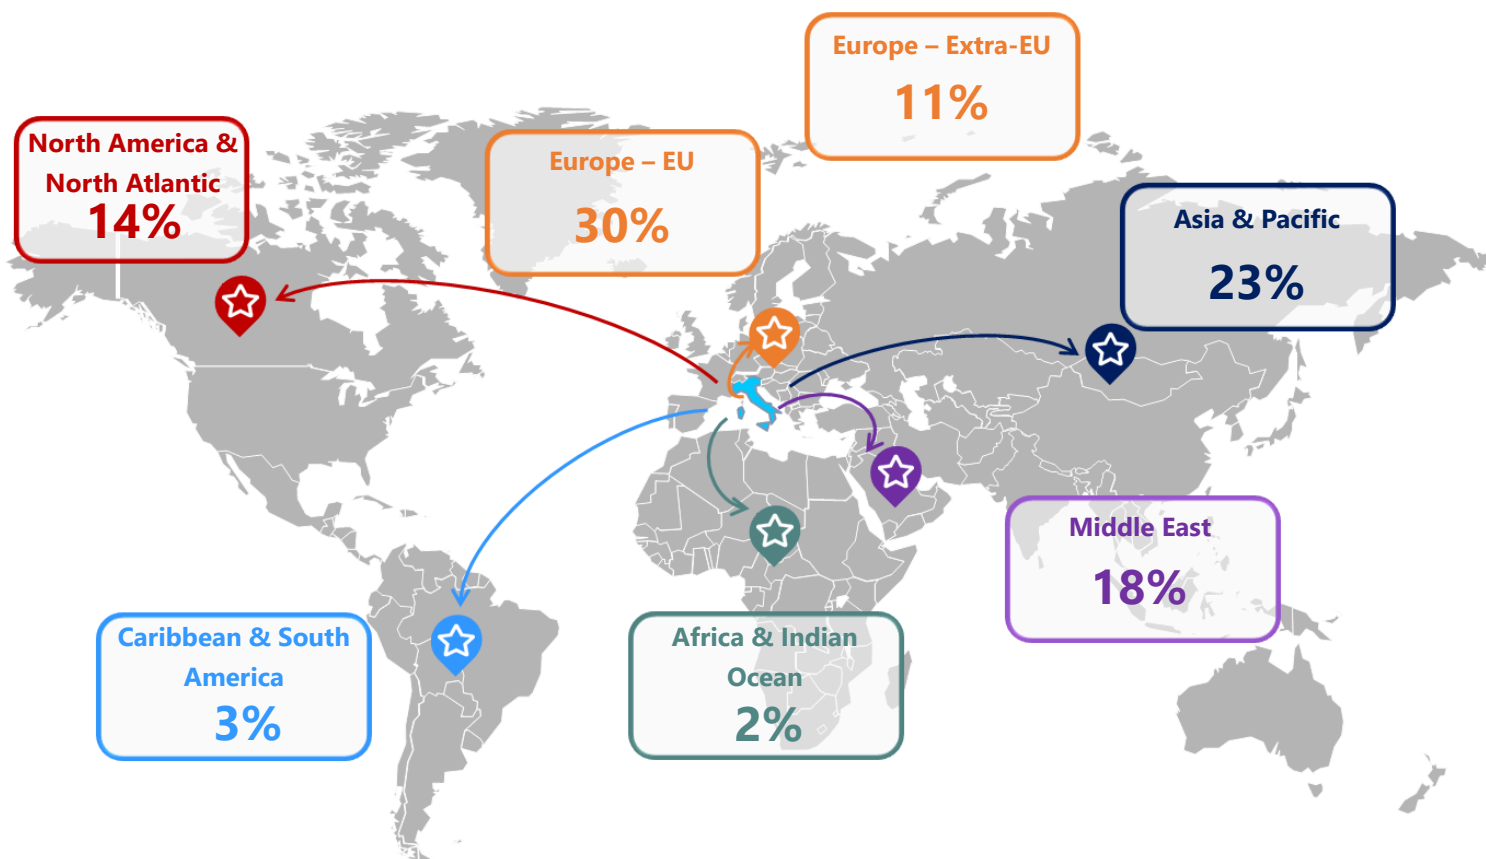 Europe – Extra-EU
11%
North America &
North Atlantic
14%
Europe – EU
30%
Asia & Pacific
23%
Middle East
18%
Caribbean & South
America
3%
Africa & Indian
Ocean
2%